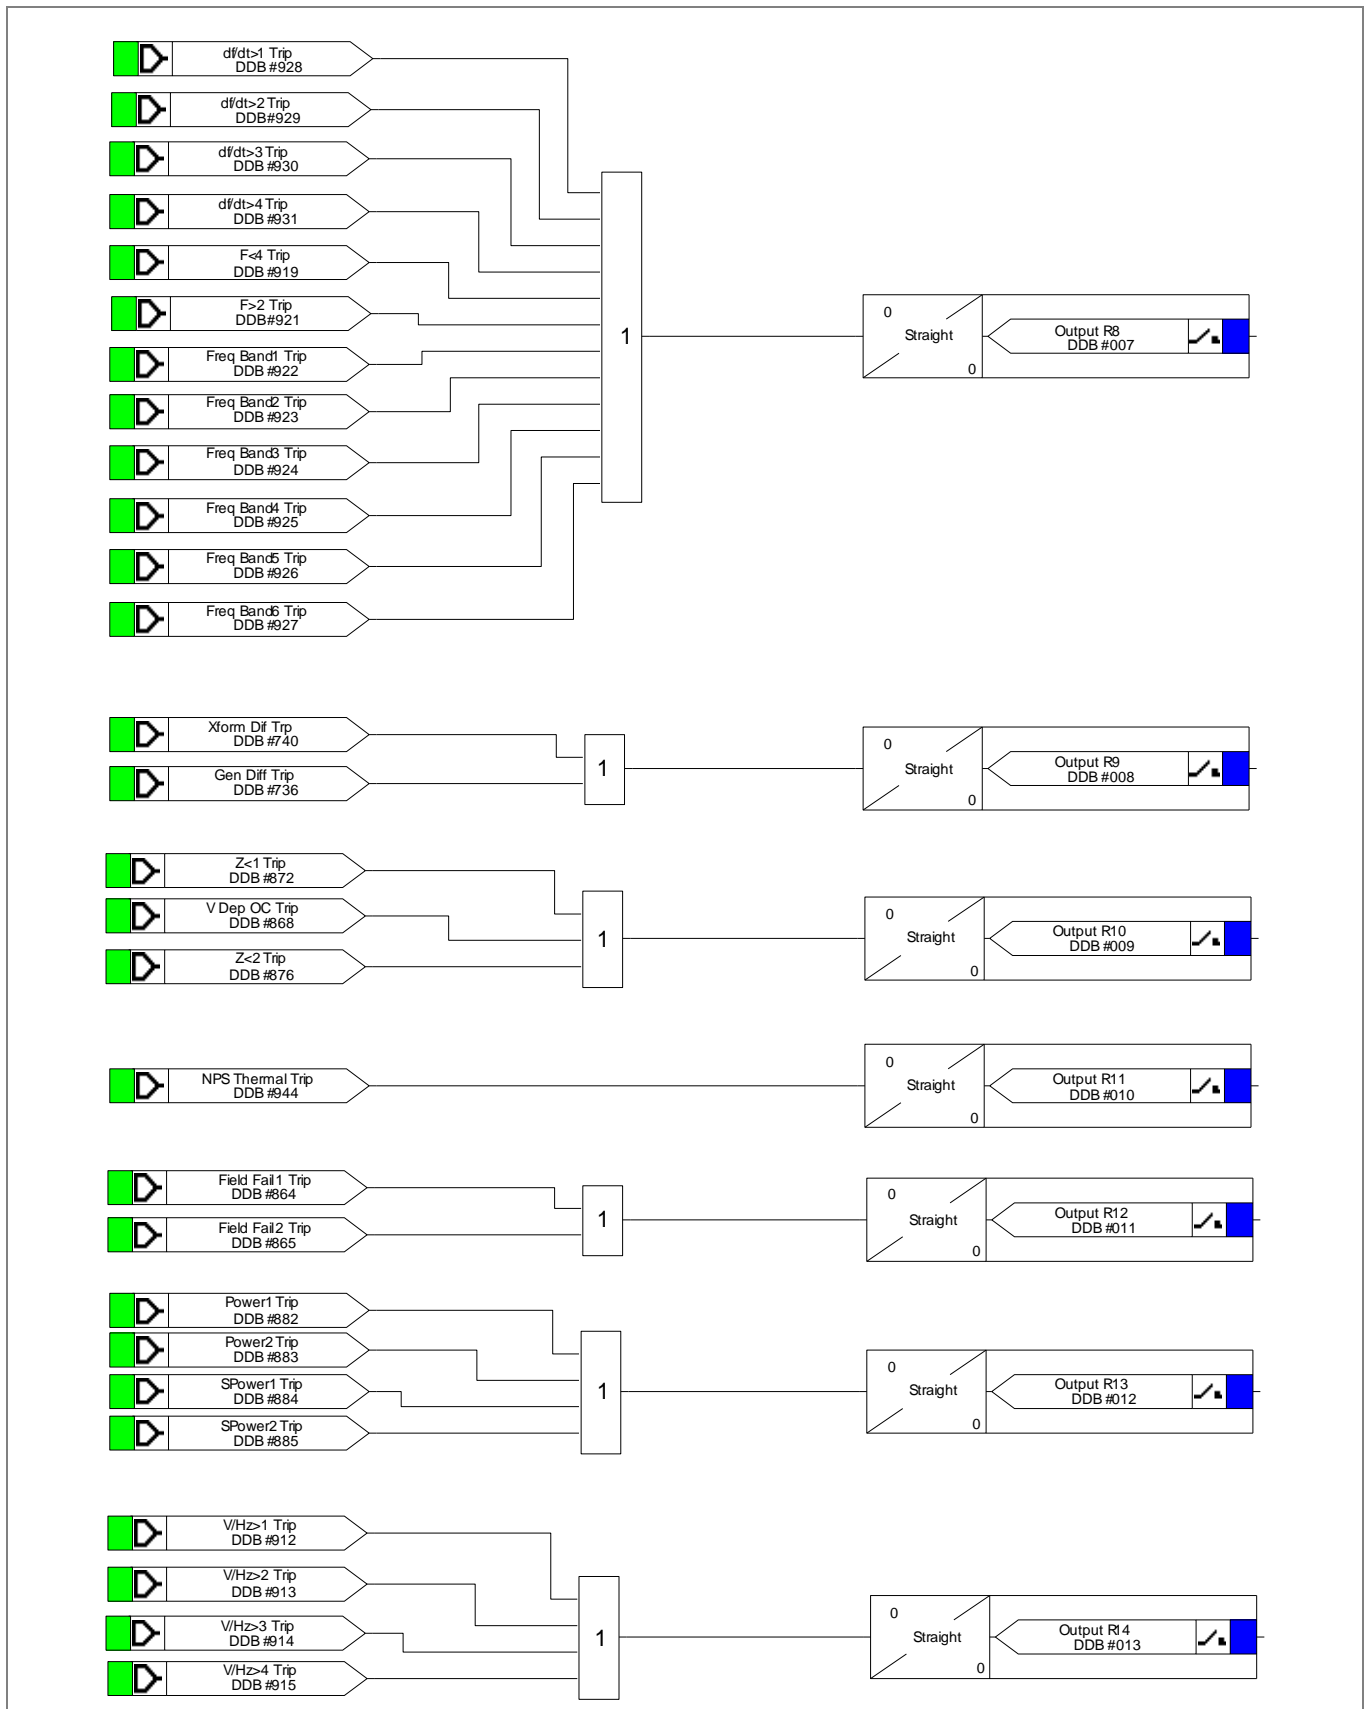 df/dt>1 Trip
DDB #928
df/dt>2 Trip
DDB#929
df/dt>3 Trip
DDB #930
df/dt>4 Trip
DDB #931
F<4 Trip
DDB #919
F>2 Trip
DDB#921
Freq Band1 Trip
DDB #922
Freq Band2 Trip
DDB #923
Freq Band3 Trip
DDB #924
Freq Band4 Trip
DDB #925
Freq Band5 Trip
DDB #926
Freq Band6 Trip
DDB #927
1
0
Straight
0
Output R8
DDB #007
Xform Dif Trp
DDB #740
Gen Diff Trip
DDB #736
1
0
Straight
0
Output R9
DDB #008
Z<1 Trip
DDB #872
V Dep OC Trip
DDB #868
Z<2 Trip
DDB #876
1
0
Straight
0
Output R10
DDB #009
NPS Thermal Trip
DDB #944
0
Straight
0
Output R11
DDB #010
Field Fail1 Trip
DDB #864
Field Fail2 Trip
DDB #865
1
0
Straight
0
Output R12
DDB #011
Power1 Trip
DDB #882
Power2 Trip
DDB #883
SPower1 Trip
DDB #884
SPower2 Trip
DDB #885
1
0
Straight
0
Output R13
DDB #012
V/Hz>1 Trip
DDB #912
V/Hz>2 Trip
DDB #913
V/Hz>3 Trip
DDB #914
V/Hz>4 Trip
DDB #915
1
0
Straight
0
Output R14
DDB #013